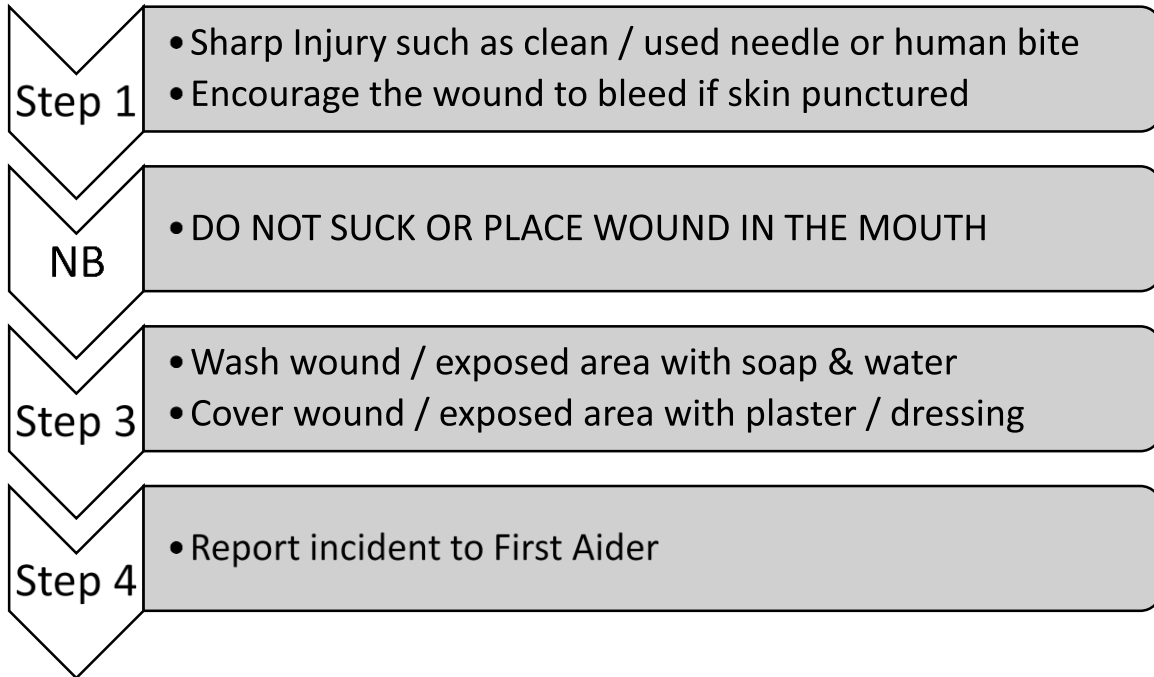 Step 1
• Sharp Injury such as clean / used needle or human bite
• Encourage the wound to bleed if skin punctured
NB
• DO NOT SUCK OR PLACE WOUND IN THE MOUTH
Step 3
• Wash wound / exposed area with soap & water
• Cover wound / exposed area with plaster / dressing
Step 4
• Report incident to First Aider